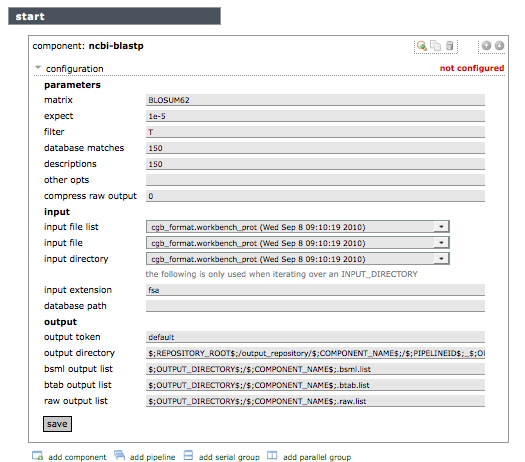 start
component: ncbi-blastp
configuration not configured
parameters
matrix BLOSUM62
expect 1e-5
filter T
database matches 150
descriptions 150
other opts
compress raw output 0
input
input file list cgb_format.workbench_prot (Wed Sep 8 09:10:19 2010)
input file cgb_format.workbench_prot (Wed Sep 8 09:10:19 2010)
input directory cgb_format.workbench_prot (Wed Sep 8 09:10:19 2010)
the following is only used when iterating over an INPUT_DIRECTORY
input extension fsa
database path
output
output token default
output directory $;REPOSITORY_ROOT$;/output_repository/$;COMPONENT_NAME$;/$;PIPELINEID$;_$;OU
bsml output list $;OUTPUT_DIRECTORY$;/$;COMPONENT_NAME$;.bsml.list
btab output list $;OUTPUT_DIRECTORY$;/$;COMPONENT_NAME$;.btab.list
raw output list $;OUTPUT_DIRECTORY$;/$;COMPONENT_NAME$;.raw.list
save
add component add pipeline add serial group add parallel group